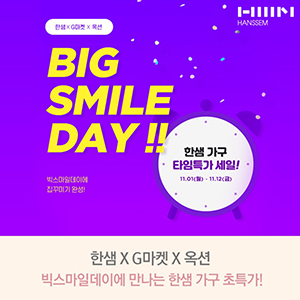 HANSSEM
한샘 X G마켓 X 옥션
BIG
SMILE
DAY !!
빅스마일데이에
집꾸미기 완성!
한샘 가구
타임특가 세일!
11.01(월) - 11.12(금)
한샘 X G마켓 X 옥션
빅스마일데이에 만나는 한샘 가구 초특가!